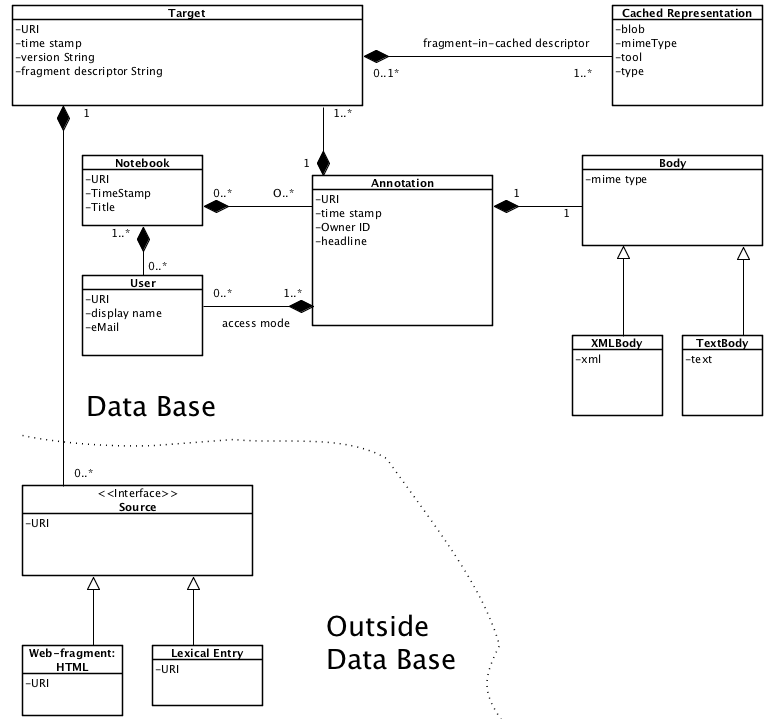 Target
-URI
-time stamp
-version String
-fragment descriptor String
Cached Representation
-blob
-mimeType
-tool
-type
fragment-in-cached descriptor
0..1*
1..*
1
1..*
Notebook
-URI
-TimeStamp
-Title
0..*
O..*
1
Annotation
-URI
-time stamp
-Owner ID
-headline
1
1
Body
-mime type
1..*
0..*
User
-URI
-display name
-eMail
0..*
1..*
access mode
XMLBody
-xml
TextBody
-text
Data Base
0..*
<<Interface>>
Source
-URI
Web-fragment:
HTML
-URI
Lexical Entry
-URI
Outside
Data Base